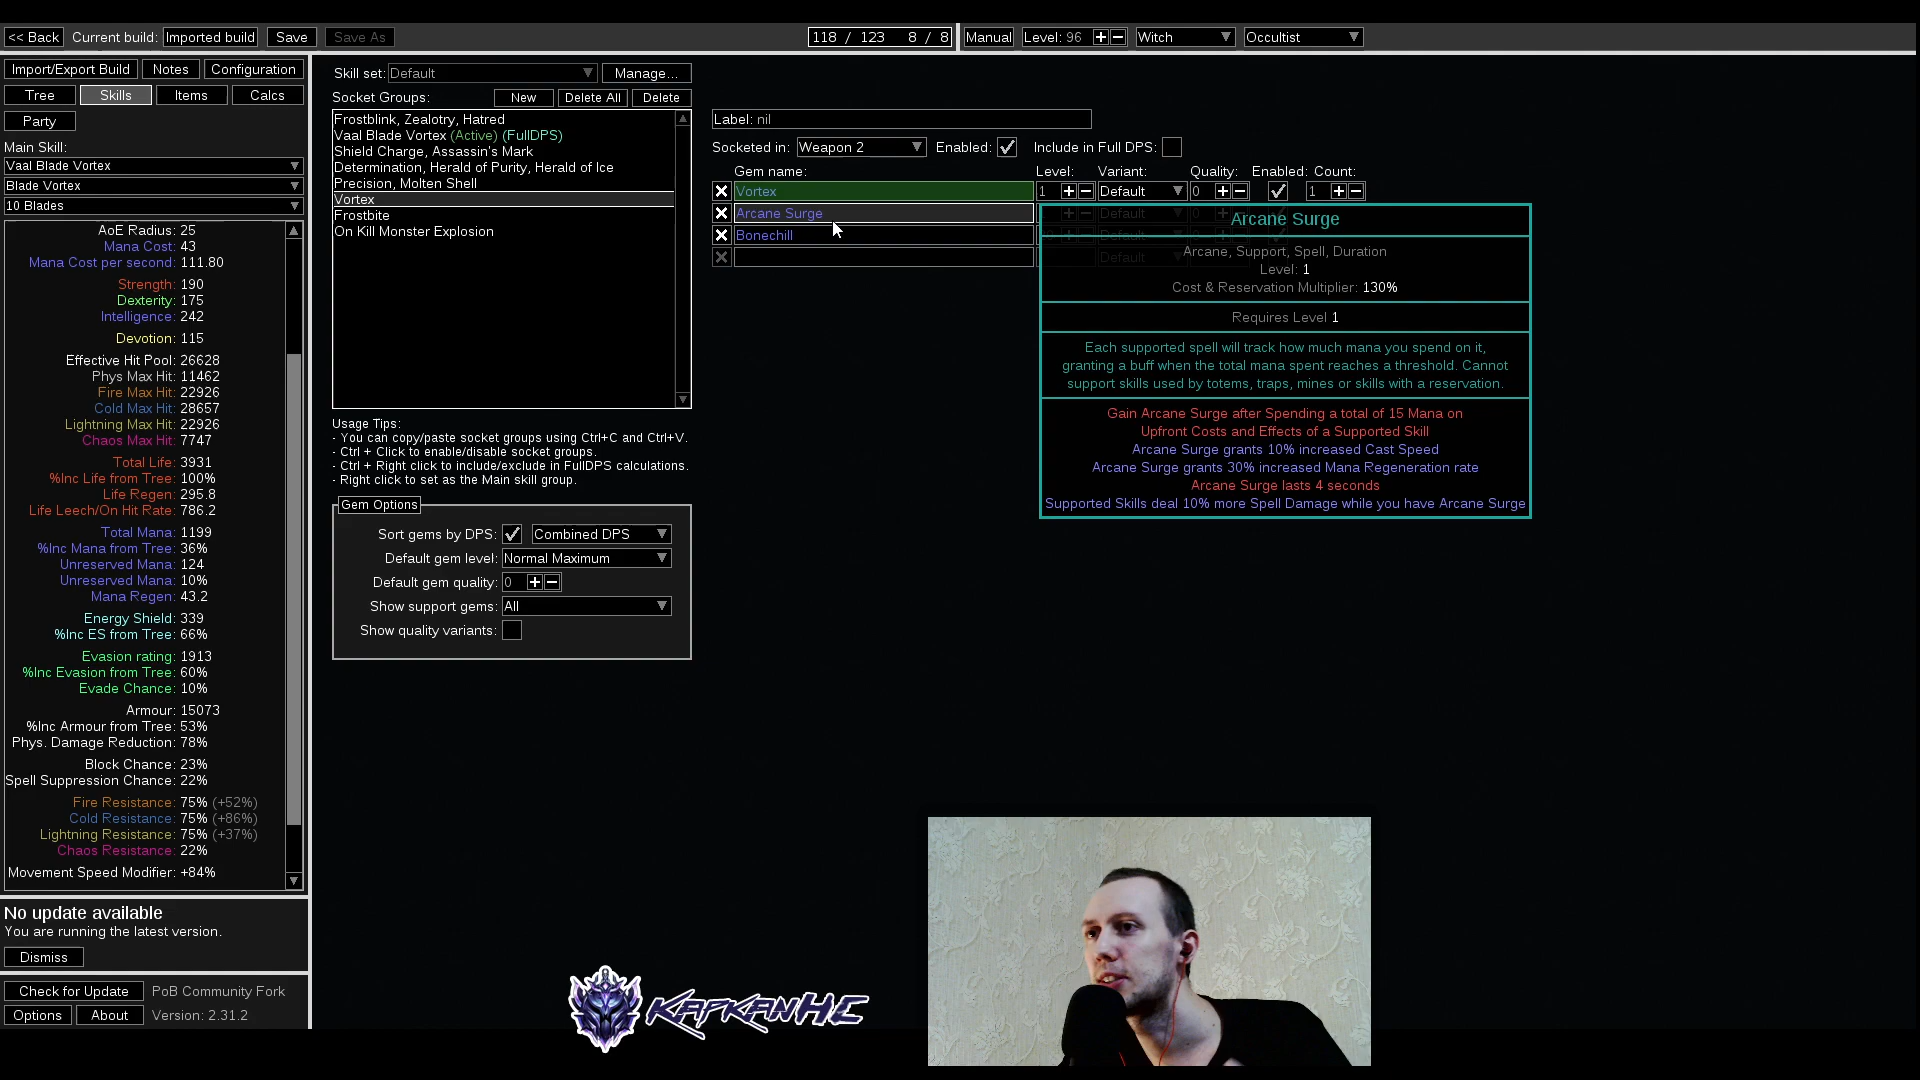 << Back Current build: Imported build Save Save As 118 / 123 8 / 8 Manual Level: 96 Witch Occultist
Import/Export Build Notes Configuration
Tree Skills Items Calcs
Party
Main Skill:
Vaal Blade Vortex
Blade Vortex
10 Blades
AoE Radius: 25
Mana Cost: 43
Mana Cost per second: 111.80
Strength: 190
Dexterity: 175
Intelligence: 242
Devotion: 115
Effective Hit Pool: 26628
Phys Max Hit: 11462
Fire Max Hit: 22926
Cold Max Hit: 28657
Lightning Max Hit: 22926
Chaos Max Hit: 7747
Total Life: 3931
%Inc Life from Tree: 100%
Life Regen: 295.8
Life Leech/On Hit Rate: 786.2
Total Mana: 1199
%Inc Mana from Tree: 36%
Unreserved Mana: 124
Unreserved Mana: 10%
Mana Regen: 43.2
Energy Shield: 339
%Inc ES from Tree: 66%
Evasion rating: 1913
%Inc Evasion from Tree: 60%
Evade Chance: 10%
Armour: 15073
%Inc Armour from Tree: 53%
Phys. Damage Reduction: 78%
Block Chance: 23%
Spell Suppression Chance: 22%
Fire Resistance: 75% (+52%)
Cold Resistance: 75% (+86%)
Lightning Resistance: 75% (+37%)
Chaos Resistance: 22%
Movement Speed Modifier: +84%
No update available
You are running the latest version.
Dismiss
Check for Update PoB Community Fork
Options About Version: 2.31.2
Skill set: Default Manage...
Socket Groups: New Delete All Delete
Frostblink, Zealotry, Hatred
Vaal Blade Vortex (Active) (FullDPS)
Shield Charge, Assassin's Mark
Determination, Herald of Purity, Herald of Ice
Precision, Molten Shell
Vortex
Frostbite
On Kill Monster Explosion
Usage Tips:
- You can copy/paste socket groups using Ctrl+C and Ctrl+V.
- Ctrl + Click to enable/disable socket groups.
- Ctrl + Right click to include/exclude in FullDPS calculations.
- Right click to set as the Main skill group.
Gem Options
Sort gems by DPS: Combined DPS
Default gem level: Normal Maximum
Default gem quality: 0
Show support gems: All
Show quality variants:
Label: nil
Socketed in: Weapon 2 Enabled: Include in Full DPS:
Gem name: Level: Variant: Quality: Enabled: Count:
Vortex 1 Default 0 1
Arcane Surge Default 0
Bonechill Default
Default
Arcane Surge
Arcane, Support, Spell, Duration
Level: 1
Cost & Reservation Multiplier: 130%
Requires Level 1
Each supported spell will track how much mana you spend on it,
granting a buff when the total mana spent reaches a threshold. Cannot
support skills used by totems, traps, mines or skills with a reservation.
Gain Arcane Surge after Spending a total of 15 Mana on
Upfront Costs and Effects of a Supported Skill
Arcane Surge grants 10% increased Cast Speed
Arcane Surge grants 30% increased Mana Regeneration rate
Arcane Surge lasts 4 seconds
Supported Skills deal 10% more Spell Damage while you have Arcane Surge
KAPKANHC